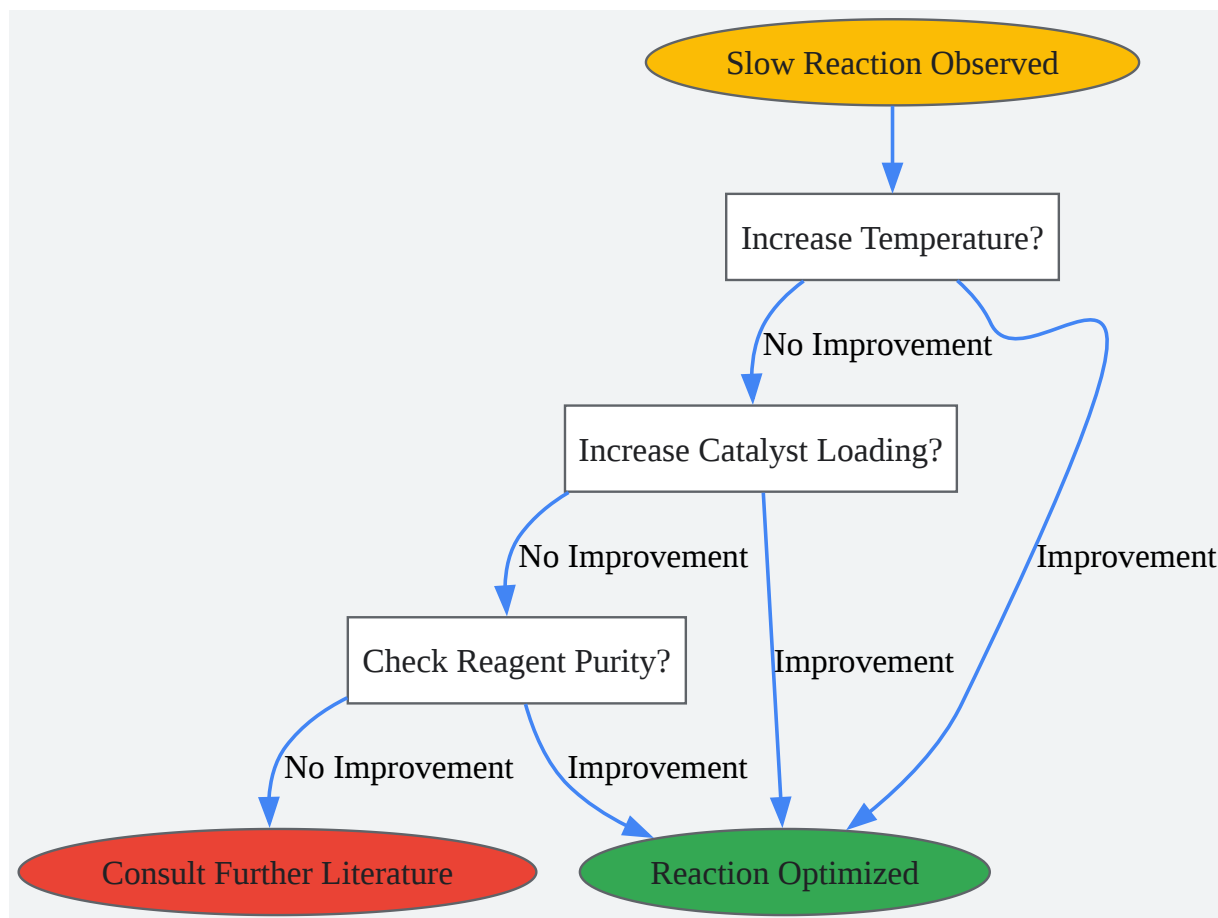 Slow Reaction Observed
Increase Temperature?
No Improvement
Increase Catalyst Loading?
No Improvement
Improvement
Check Reagent Purity?
Improvement
No Improvement
Improvement
Consult Further Literature
Reaction Optimized